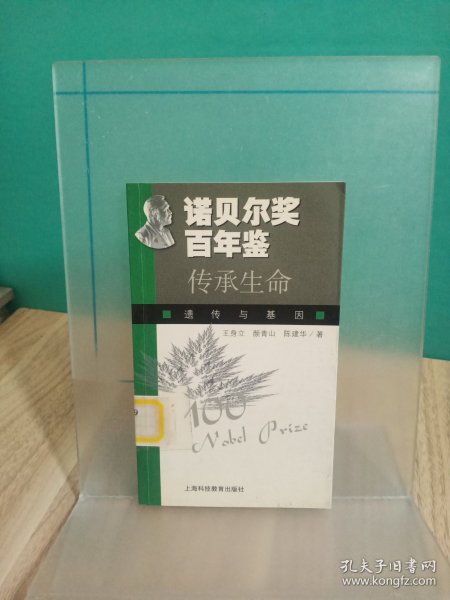 诺贝尔奖
百年鉴
传承生命
遗传与基因
王身立 颜青山 陈建华/著
100
Nobel Prize
9
上海科技教育出版社
孔夫子旧书网
www.kongfz.com